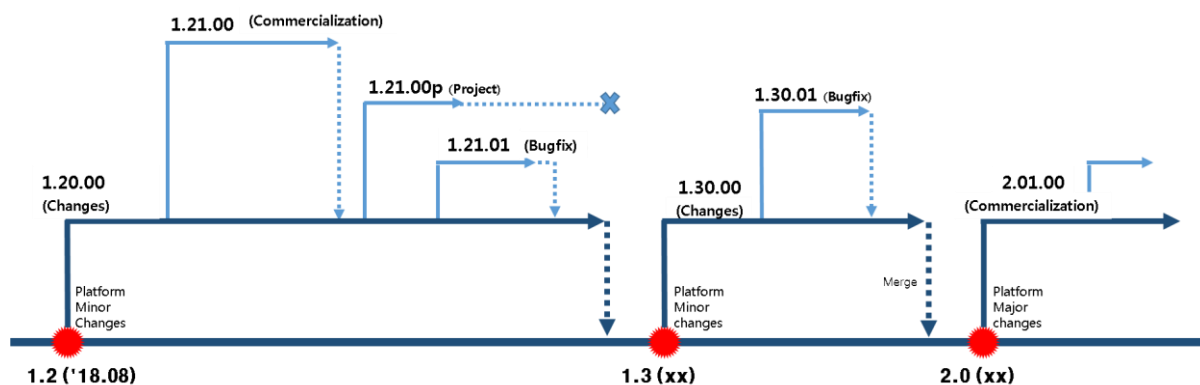 1.21.00 (Commercialization)
1.21.00p (Project)
1.30.01 (Bugfix)
1.21.01 (Bugfix)
1.20.00
(Changes)
1.30.00
(Changes)
2.01.00
(Commercialization)
Platform
Minor
Changes
Merge
Platform
Minor
changes
Platform
Major
changes
1.2 ('18.08)
1.3 (xx)
2.0 (xx)